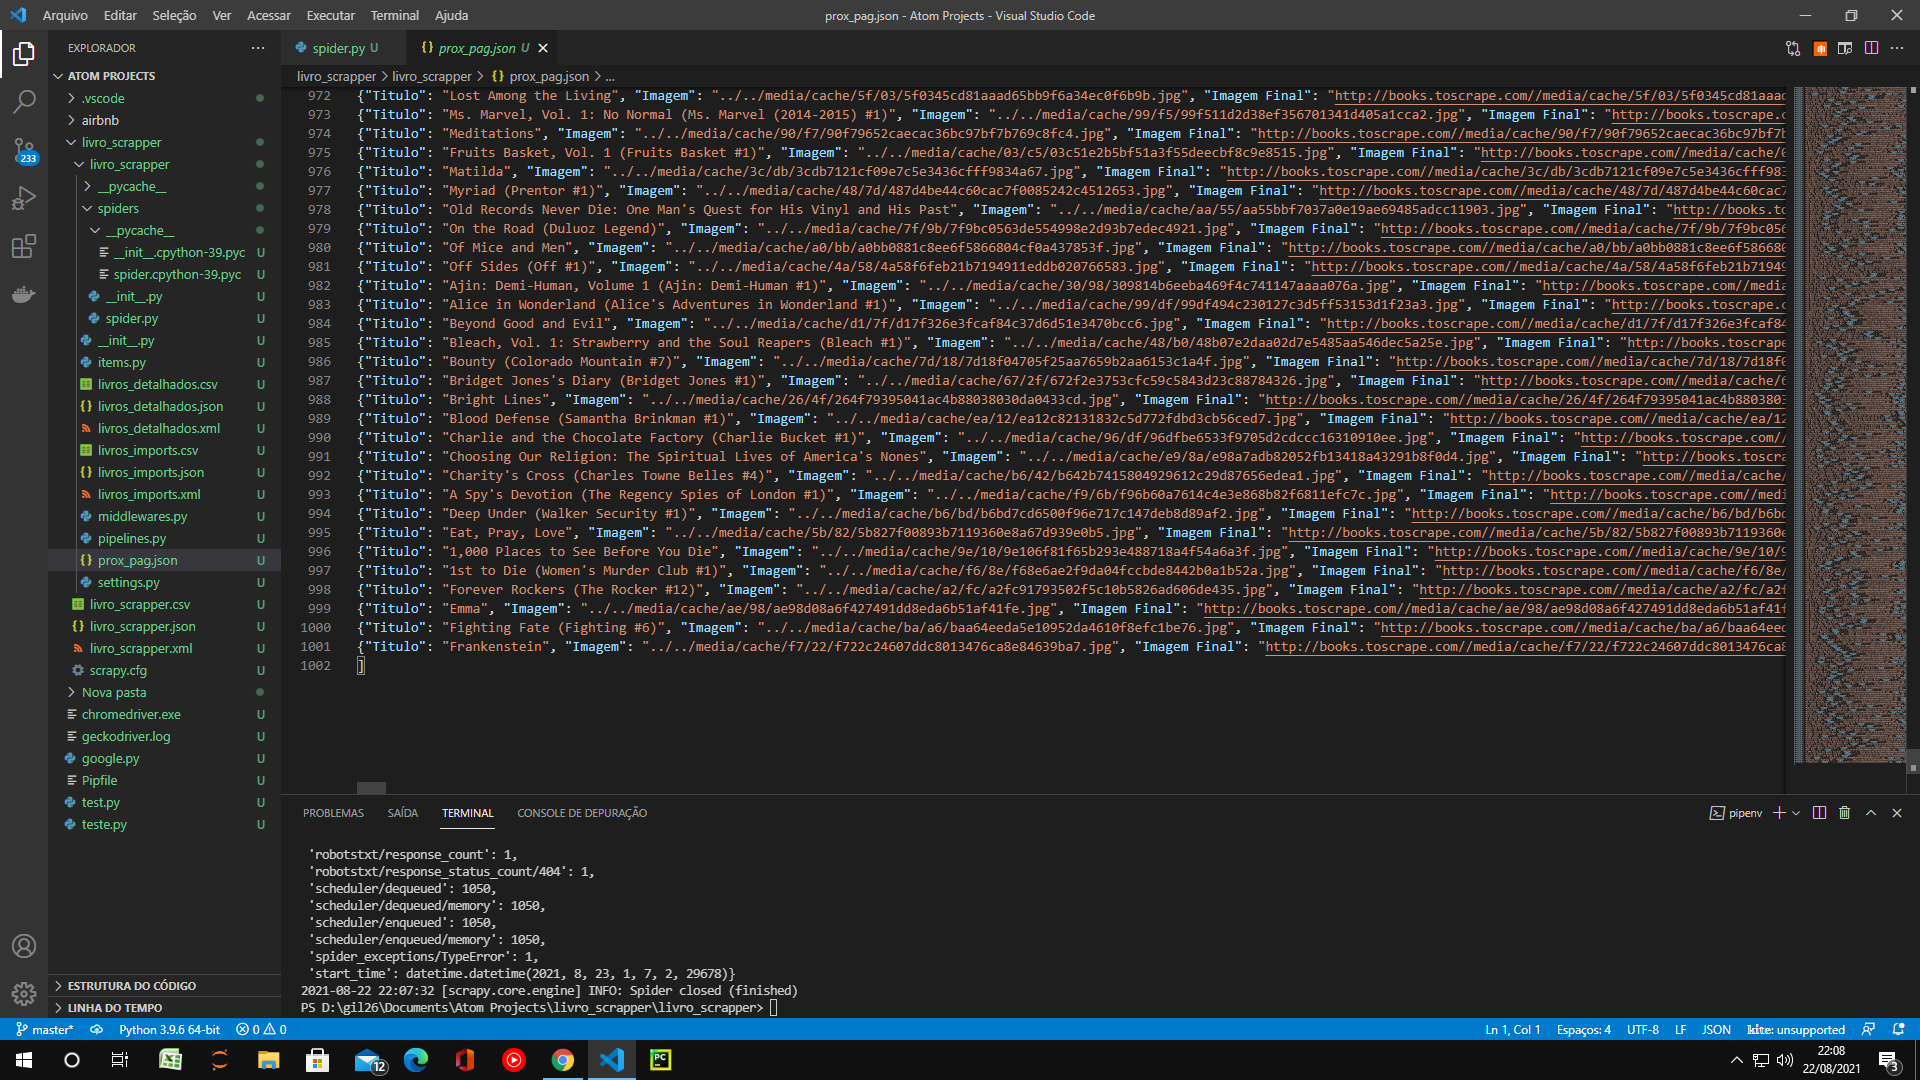 Arquivo Editar Seleção Ver Acessar Executar Terminal Ajuda
prox_pag.json - Atom Projects - Visual Studio Code
EXPLORADOR
spider.py U
prox_pag.json U
livro_scrapper > livro_scrapper > {} prox_pag.json > ...
ATOM PROJECTS
.vscode
airbnb
livro_scrapper
livro_scrapper
__pycache__
spiders
__pycache__
__init__.cpython-39.pyc U
spider.cpython-39.pyc U
__init__.py U
spider.py U
__init__.py U
items.py U
livros_detalhados.csv U
livros_detalhados.json U
livros_detalhados.xml U
livros_imports.csv U
livros_imports.json U
livros_imports.xml U
middlewares.py U
pipelines.py U
prox_pag.json U
settings.py U
livro_scrapper.csv U
livro_scrapper.json U
livro_scrapper.xml U
scrapy.cfg U
Nova pasta
chromedriver.exe U
geckodriver.log U
google.py U
Pipfile U
test.py U
teste.py U
ESTRUTURA DO CÓDIGO
LINHA DO TEMPO
233
972 {"Titulo": "Lost Among the Living", "Imagem": "../../media/cache/5f/03/5f0345cd81aaad65bb9f6a34ec0f6b9b.jpg", "Imagem Final": "http://books.toscrape.com//media/cache/5f/03/5f0345cd81aaad
973 {"Titulo": "Ms. Marvel, Vol. 1: No Normal (Ms. Marvel (2014-2015) #1)", "Imagem": "../../media/cache/99/f5/99f511d2d38ef356701341d405a1cca2.jpg", "Imagem Final": "http://books.toscrape.c
974 {"Titulo": "Meditations", "Imagem": "../../media/cache/90/f7/90f79652caecac36bc97bf7b769c8fc4.jpg", "Imagem Final": "http://books.toscrape.com//media/cache/90/f7/90f79652caecac36bc97bf7b
975 {"Titulo": "Fruits Basket, Vol. 1 (Fruits Basket #1)", "Imagem": "../../media/cache/03/c5/03c51e2b5bf51a3f55deecbf8c9e8515.jpg", "Imagem Final": "http://books.toscrape.com//media/cache/
976 {"Titulo": "Matilda", "Imagem": "../../media/cache/3c/db/3cdb7121cf09e7c5e3436cfff9834a67.jpg", "Imagem Final": "http://books.toscrape.com//media/cache/3c/db/3cdb7121cf09e7c5e3436cfff983
977 {"Titulo": "Myriad (Prentor #1)", "Imagem": "../../media/cache/48/7d/487d4be44c60cac7f0085242c4512653.jpg", "Imagem Final": "http://books.toscrape.com//media/cache/48/7d/487d4be44c60cac7
978 {"Titulo": "Old Records Never Die: One Man's Quest for His Vinyl and His Past", "Imagem": "../../media/cache/aa/55/aa55bbf7037a0e19ae69485adcc11903.jpg", "Imagem Final": "http://books.to
979 {"Titulo": "On the Road (Duluoz Legend)", "Imagem": "../../media/cache/7f/9b/7f9bc0563de554998e2d93b7edec4921.jpg", "Imagem Final": "http://books.toscrape.com//media/cache/7f/9b/7f9bc056
980 {"Titulo": "Of Mice and Men", "Imagem": "../../media/cache/a0/bb/a0bb0881c8ee6f5866804cf0a437853f.jpg", "Imagem Final": "http://books.toscrape.com//media/cache/a0/bb/a0bb0881c8ee6f586680
981 {"Titulo": "Off Sides (Off #1)", "Imagem": "../../media/cache/4a/58/4a58f6feb21b7194911eddb020766583.jpg", "Imagem Final": "http://books.toscrape.com//media/cache/4a/58/4a58f6feb21b71949
982 {"Titulo": "Ajin: Demi-Human, Volume 1 (Ajin: Demi-Human #1)", "Imagem": "../../media/cache/30/98/309814b6eeba469f4c741147aaaa076a.jpg", "Imagem Final": "http://books.toscrape.com//media
983 {"Titulo": "Alice in Wonderland (Alice's Adventures in Wonderland #1)", "Imagem": "../../media/cache/99/df/99df494c230127c3d5ff53153d1f23a3.jpg", "Imagem Final": "http://books.toscrape.c
984 {"Titulo": "Beyond Good and Evil", "Imagem": "../../media/cache/d1/7f/d17f326e3fcaf84c37d6d51e3470bcc6.jpg", "Imagem Final": "http://books.toscrape.com//media/cache/d1/7f/d17f326e3fcaf84
985 {"Titulo": "Bleach, Vol. 1: Strawberry and the Soul Reapers (Bleach #1)", "Imagem": "../../media/cache/48/b0/48b07e2daa02d7e5485aa546dec5a25e.jpg", "Imagem Final": "http://books.toscrape
986 {"Titulo": "Bounty (Colorado Mountain #7)", "Imagem": "../../media/cache/7d/18/7d18f04705f25aa7659b2aa6153c1a4f.jpg", "Imagem Final": "http://books.toscrape.com//media/cache/7d/18/7d18f0
987 {"Titulo": "Bridget Jones's Diary (Bridget Jones #1)", "Imagem": "../../media/cache/67/2f/672f2e3753cfc59c5843d23c88784326.jpg", "Imagem Final": "http://books.toscrape.com//media/cache/6
988 {"Titulo": "Bright Lines", "Imagem": "../../media/cache/26/4f/264f79395041ac4b88038030da0433cd.jpg", "Imagem Final": "http://books.toscrape.com//media/cache/26/4f/264f79395041ac4b8803803
989 {"Titulo": "Blood Defense (Samantha Brinkman #1)", "Imagem": "../../media/cache/ea/12/ea12c82131832c5d772fdbd3cb56ced7.jpg", "Imagem Final": "http://books.toscrape.com//media/cache/ea/12
990 {"Titulo": "Charlie and the Chocolate Factory (Charlie Bucket #1)", "Imagem": "../../media/cache/96/df/96dfbe6533f9705d2cdccc16310910ee.jpg", "Imagem Final": "http://books.toscrape.com//
991 {"Titulo": "Choosing Our Religion: The Spiritual Lives of America's Nones", "Imagem": "../../media/cache/e9/8a/e98a7adb82052fb13418a43291b8f0d4.jpg", "Imagem Final": "http://books.toscra
992 {"Titulo": "Charity's Cross (Charles Towne Belles #4)", "Imagem": "../../media/cache/b6/42/b642b7415804929612c29d87656edea1.jpg", "Imagem Final": "http://books.toscrape.com//media/cache/
993 {"Titulo": "A Spy's Devotion (The Regency Spies of London #1)", "Imagem": "../../media/cache/f9/6b/f96b60a7614c4e3e868b82f6811efc7c.jpg", "Imagem Final": "http://books.toscrape.com//medi
994 {"Titulo": "Deep Under (Walker Security #1)", "Imagem": "../../media/cache/b6/bd/b6bd7cd6500f96e717c147deb8d89af2.jpg", "Imagem Final": "http://books.toscrape.com//media/cache/b6/bd/b6bd
995 {"Titulo": "Eat, Pray, Love", "Imagem": "../../media/cache/5b/82/5b827f00893b7119360e8a67d939e0b5.jpg", "Imagem Final": "http://books.toscrape.com//media/cache/5b/82/5b827f00893b7119360e
996 {"Titulo": "1,000 Places to See Before You Die", "Imagem": "../../media/cache/9e/10/9e106f81f65b293e488718a4f54a6a3f.jpg", "Imagem Final": "http://books.toscrape.com//media/cache/9e/10/9
997 {"Titulo": "1st to Die (Women's Murder Club #1)", "Imagem": "../../media/cache/f6/8e/f68e6ae2f9da04fccbde8442b0a1b52a.jpg", "Imagem Final": "http://books.toscrape.com//media/cache/f6/8e/
998 {"Titulo": "Forever Rockers (The Rocker #12)", "Imagem": "../../media/cache/a2/fc/a2fc91793502f5c10b5826ad606de435.jpg", "Imagem Final": "http://books.toscrape.com//media/cache/a2/fc/a2f
999 {"Titulo": "Emma", "Imagem": "../../media/cache/ae/98/ae98d08a6f427491dd8eda6b51af41fe.jpg", "Imagem Final": "http://books.toscrape.com//media/cache/ae/98/ae98d08a6f427491dd8eda6b51af41f
1000 {"Titulo": "Fighting Fate (Fighting #6)", "Imagem": "../../media/cache/ba/a6/baa64eeda5e10952da4610f8efc1be76.jpg", "Imagem Final": "http://books.toscrape.com//media/cache/ba/a6/baa64eed
1001 {"Titulo": "Frankenstein", "Imagem": "../../media/cache/f7/22/f722c24607ddc8013476ca8e84639ba7.jpg", "Imagem Final": "http://books.toscrape.com//media/cache/f7/22/f722c24607ddc8013476ca8
1002 ]
PROBLEMAS SAÍDA TERMINAL CONSOLE DE DEPURAÇÃO
pipenv
'robotstxt/response_count': 1,
'robotstxt/response_status_count/404': 1,
'scheduler/dequeued': 1050,
'scheduler/dequeued/memory': 1050,
'scheduler/enqueued': 1050,
'scheduler/enqueued/memory': 1050,
'spider_exceptions/TypeError': 1,
'start_time': datetime.datetime(2021, 8, 23, 1, 7, 2, 29678)}
2021-08-22 22:07:32 [scrapy.core.engine] INFO: Spider closed (finished)
PS D:\gil26\Documents\Atom Projects\livro_scrapper\livro_scrapper>
master* Python 3.9.6 64-bit 0 0
Ln 1, Col 1 Espaços: 4 UTF-8 LF JSON kite: unsupported
12
PC
22:08
22/08/2021
3